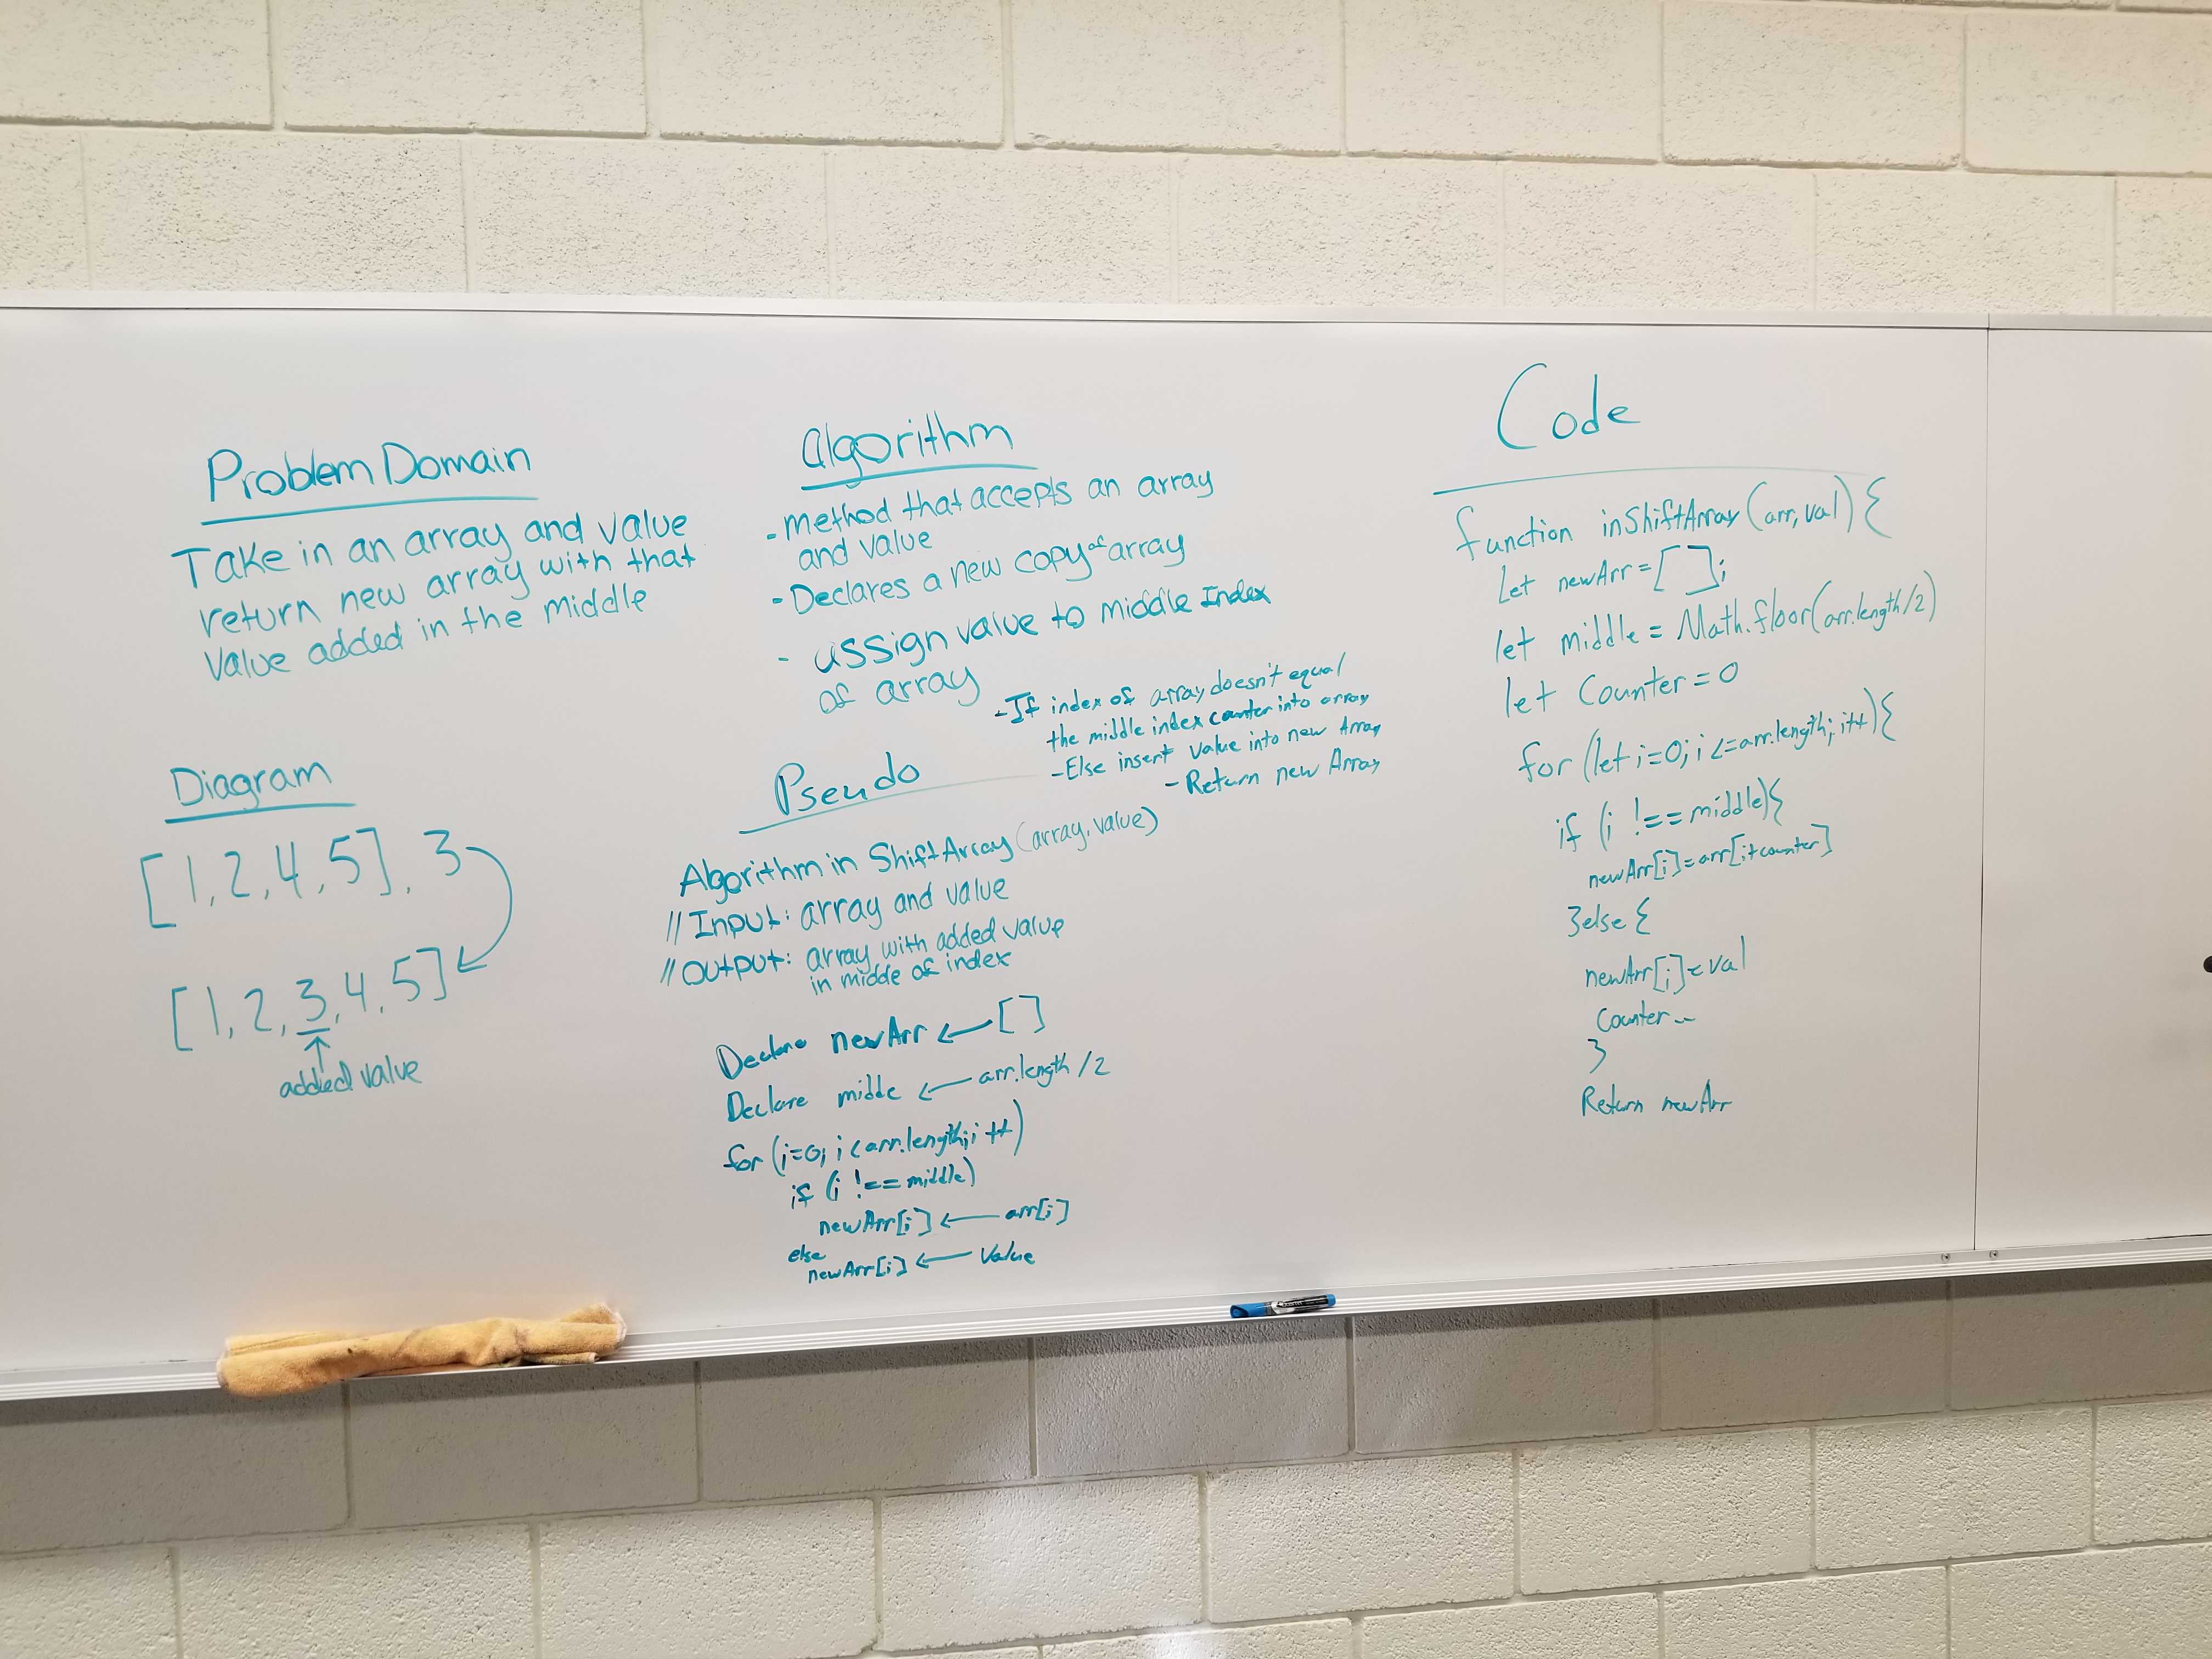 Problem Domain
Take in an array and value
return new array with that
value added in the middle
Diagram
[1,2,4,5], 3
[1,2,3,4,5]
added value
Algorithm
- method that accepts an array
and value
- Declares a new copy of array
- assign value to middle Index
of array
- If index of array doesn't equal
the middle index counter into array
- Else insert value into new Array
- Return new Array
Pseudo
Algorithm in ShiftArray (array, value)
// Input: array and value
// Output: array with added value
in midde of index
Declare newArr ← []
Declare midde ← arr.length /2
for (i=0; i < arr.length; i++)
if (i !== middle)
newArr[i] ← arr[i]
else
newArr[i] ← Value
Code
function inShiftArray (arr, val) {
Let newArr = [];
let middle = Math.floor(arr.length/2)
let Counter = 0
for (let i=0; i <= arr.length; i++) {
if (i !== middle) {
newArr[i] = arr[i+counter]
}else {
newArr[i] = val
Counter --
}
Return newArr